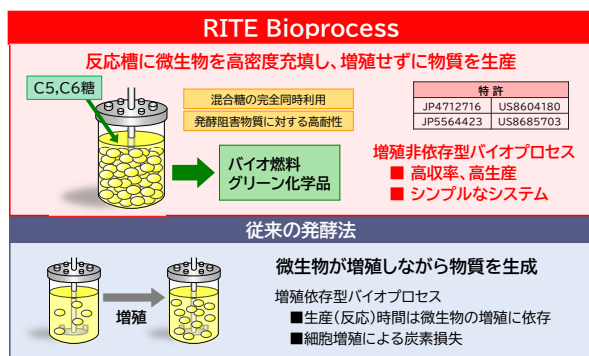 RITE Bioprocess
反応槽に微生物を高密度充填し、増殖せずに物質を生産
C5,C6糖
混合糖の完全同時利用
発酵阻害物質に対する高耐性
特 許
JP4712716 US8604180
JP5564423 US8685703
バイオ燃料
グリーン化学品
増殖非依存型バイオプロセス
■ 高収率、高生産
■ シンプルなシステム
従来の発酵法
増殖
微生物が増殖しながら物質を生成
増殖依存型バイオプロセス
■生産(反応)時間は微生物の増殖に依存
■細胞増殖による炭素損失